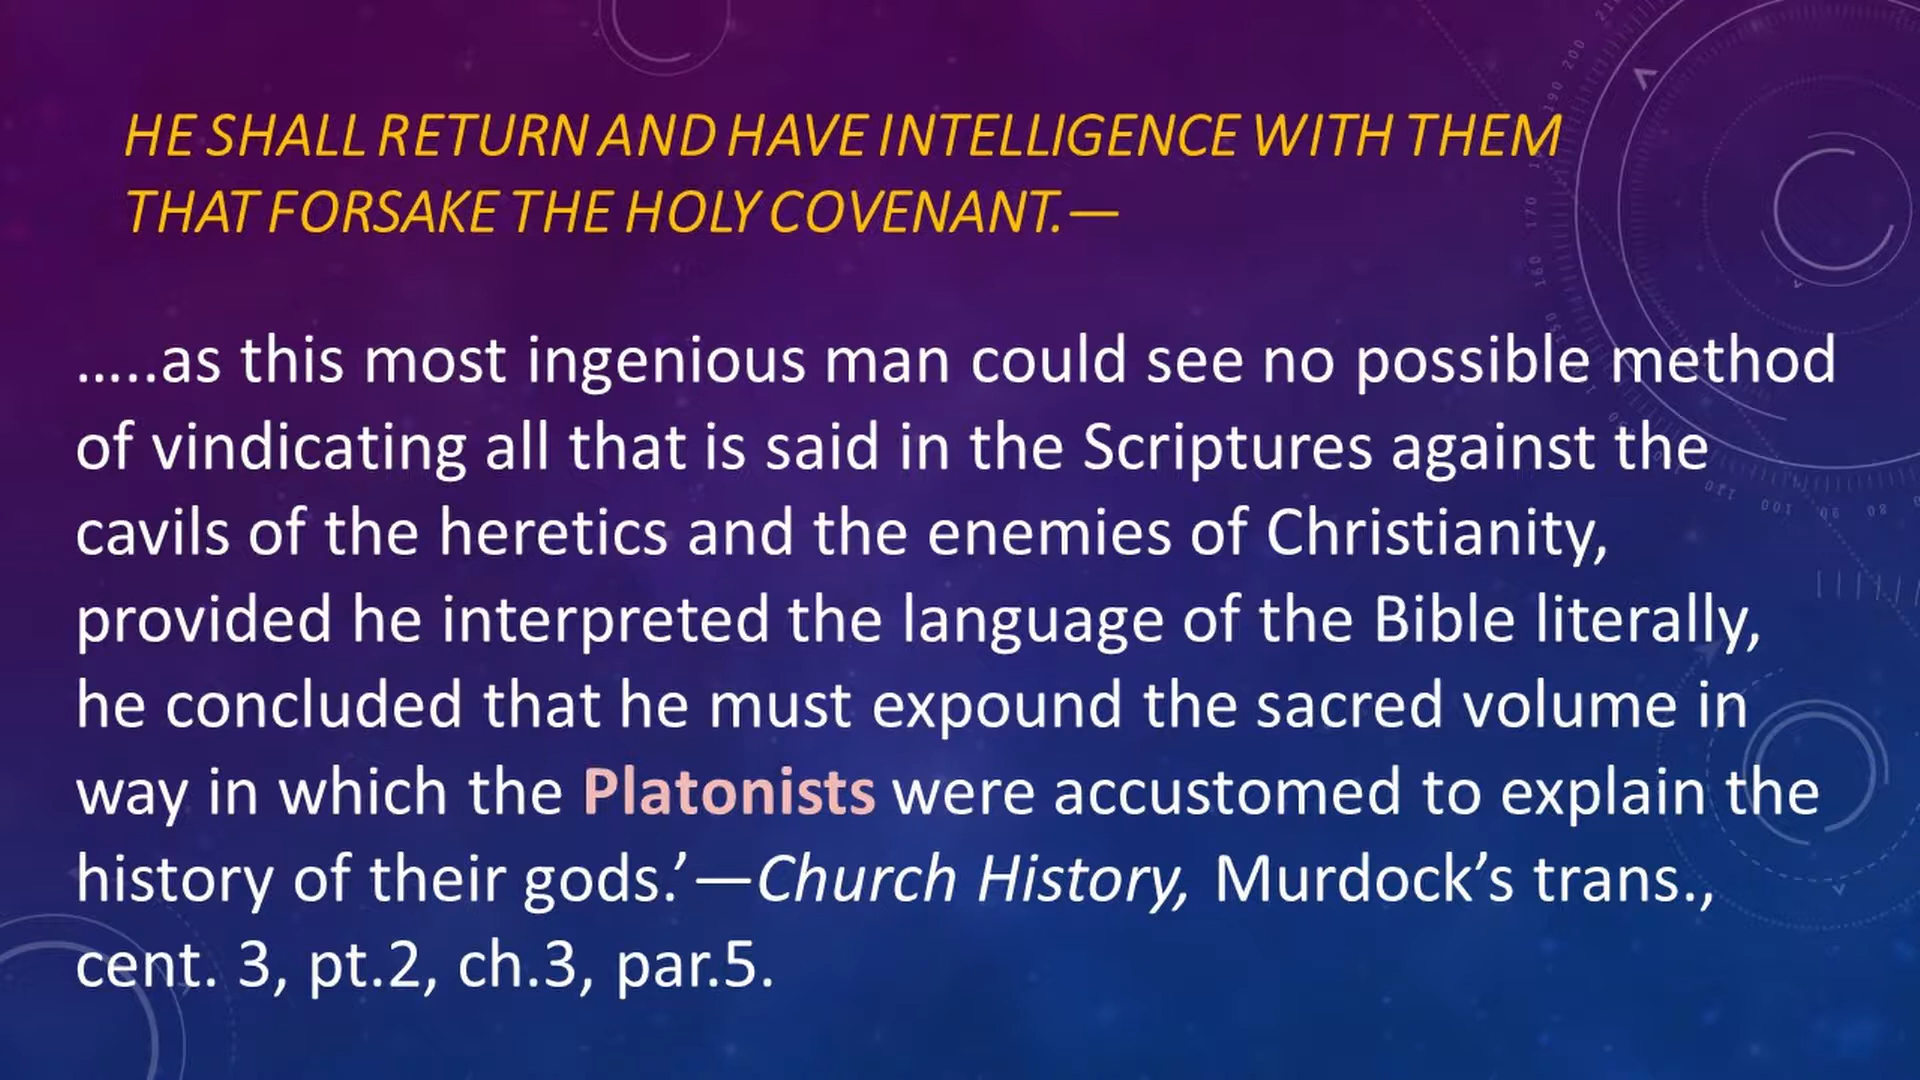 HE SHALL RETURN AND HAVE INTELLIGENCE WITH THEM
THAT FORSAKE THE HOLY COVENANT.—
.....as this most ingenious man could see no possible method
of vindicating all that is said in the Scriptures against the
cavils of the heretics and the enemies of Christianity,
provided he interpreted the language of the Bible literally,
he concluded that he must expound the sacred volume in
way in which the Platonists were accustomed to explain the
history of their gods.’—Church History, Murdock’s trans.,
cent. 3, pt.2, ch.3, par.5.